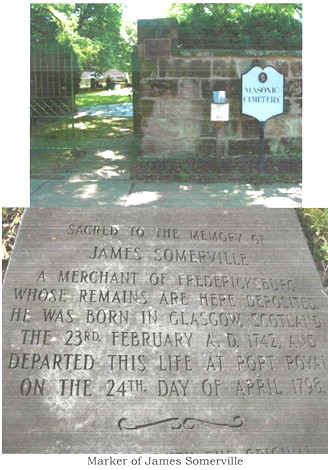 MASONIC
CEMETERY
SACRED TO THE MEMORY OF
JAMES SOMERVILLE
A MERCHANT OF FREDERICKSBURG
WHOSE REMAINS ARE HERE DEPOSITED.
HE WAS BORN IN GLASGOW, SCOTLAND
THE 23RD. FEBRUARY A. D. 1742, AND
DEPARTED THIS LIFE AT PORT ROYAL
ON THE 24TH. DAY OF APRIL 1798.
THE ORIGINAL
Marker of James Somerville